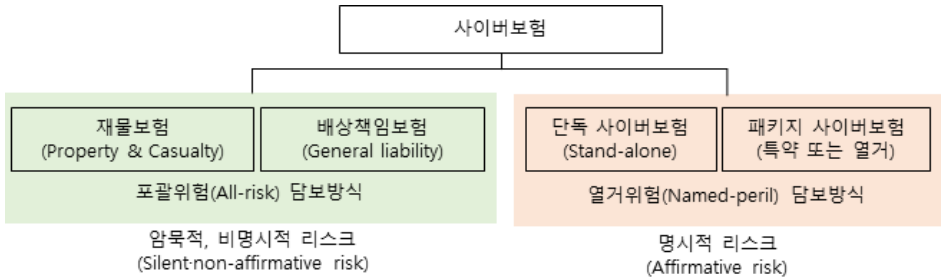 사이버보험
재물보험
(Property & Casualty)
배상책임보험
(General liability)
포괄위험(All-risk) 담보방식
단독 사이버보험
(Stand-alone)
패키지 사이버보험
(특약 또는 열거)
열거위험(Named-peril) 담보방식
암묵적, 비명시적 리스크
(Silent·non-affirmative risk)
명시적 리스크
(Affirmative risk)